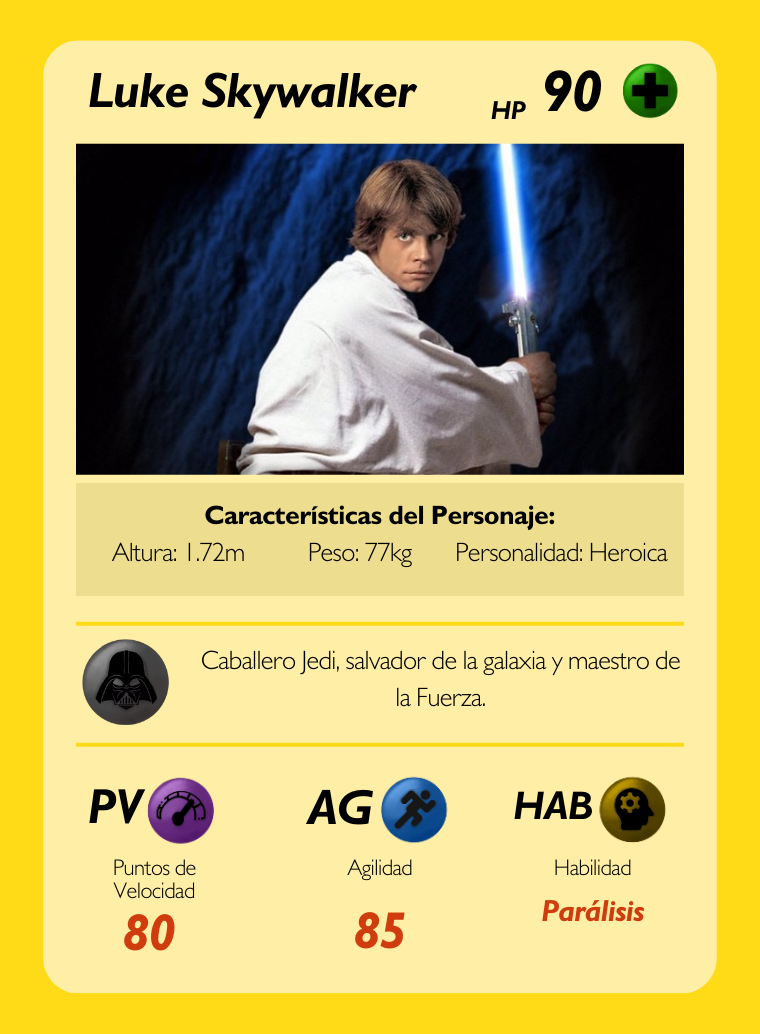 Luke Skywalker HP 90
Características del Personaje:
Altura: 1.72m Peso: 77kg Personalidad: Heroica
Caballero Jedi, salvador de la galaxia y maestro de
la Fuerza.
PV AG HAB
Puntos de
Velocidad
Agilidad
Habilidad
80
85
Parálisis